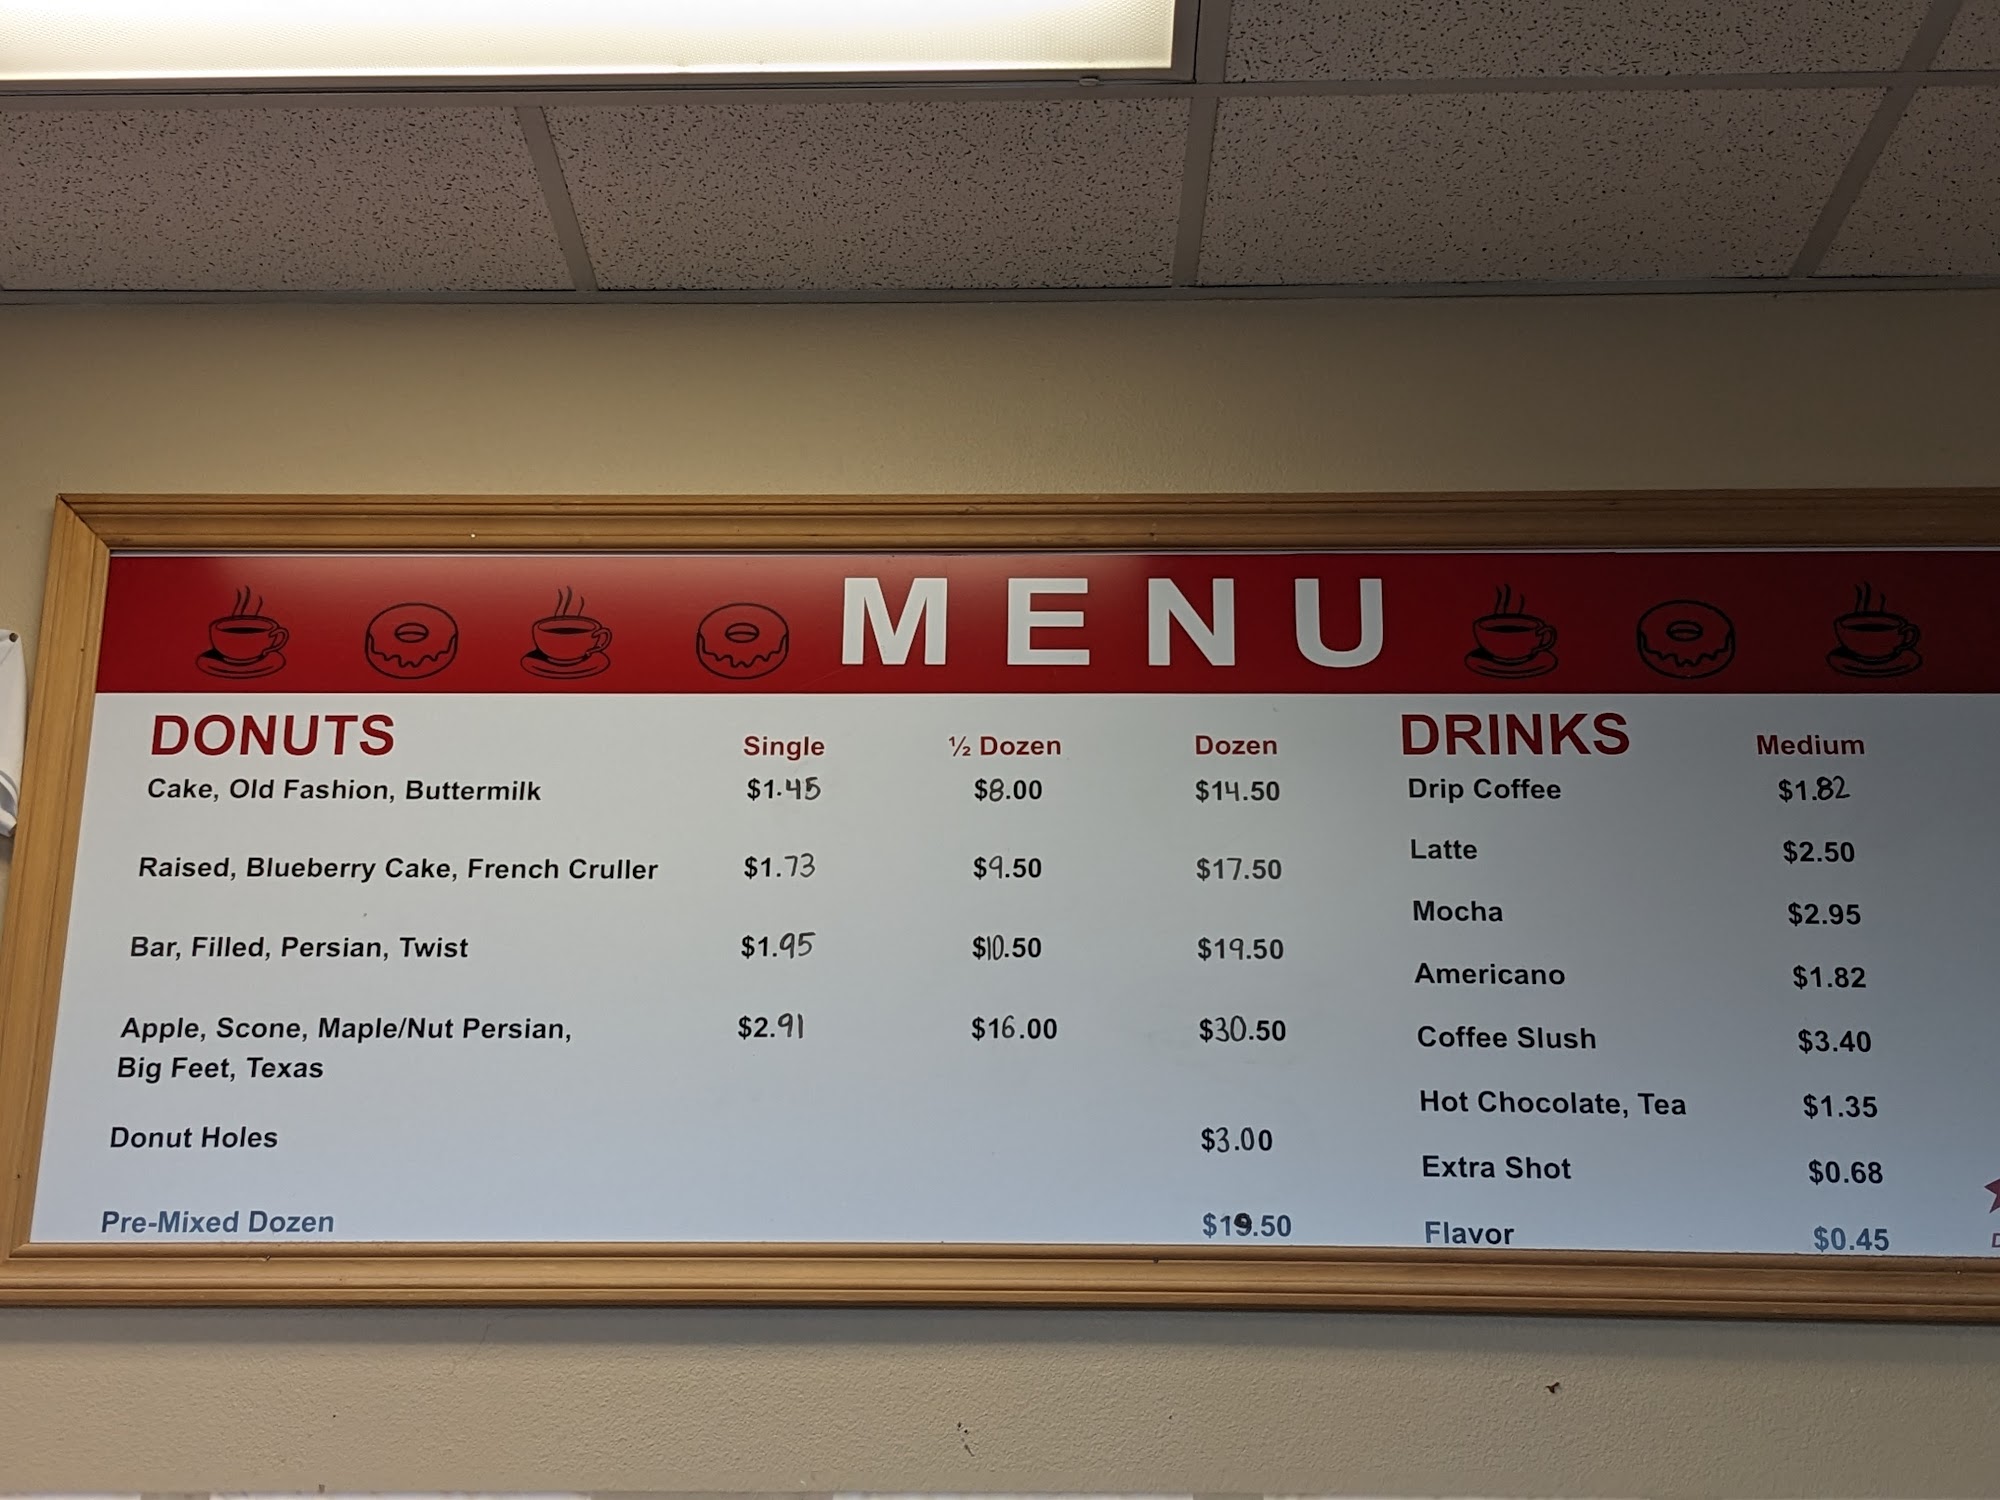 MENU
DONUTS Single ½ Dozen Dozen
Cake, Old Fashion, Buttermilk $1.45 $8.00 $14.50
Raised, Blueberry Cake, French Cruller $1.73 $9.50 $17.50
Bar, Filled, Persian, Twist $1.95 $10.50 $19.50
Apple, Scone, Maple/Nut Persian, $2.91 $16.00 $30.50
Big Feet, Texas
Donut Holes $3.00
Pre-Mixed Dozen $19.50
DRINKS Medium
Drip Coffee $1.82
Latte $2.50
Mocha $2.95
Americano $1.82
Coffee Slush $3.40
Hot Chocolate, Tea $1.35
Extra Shot $0.68
Flavor $0.45